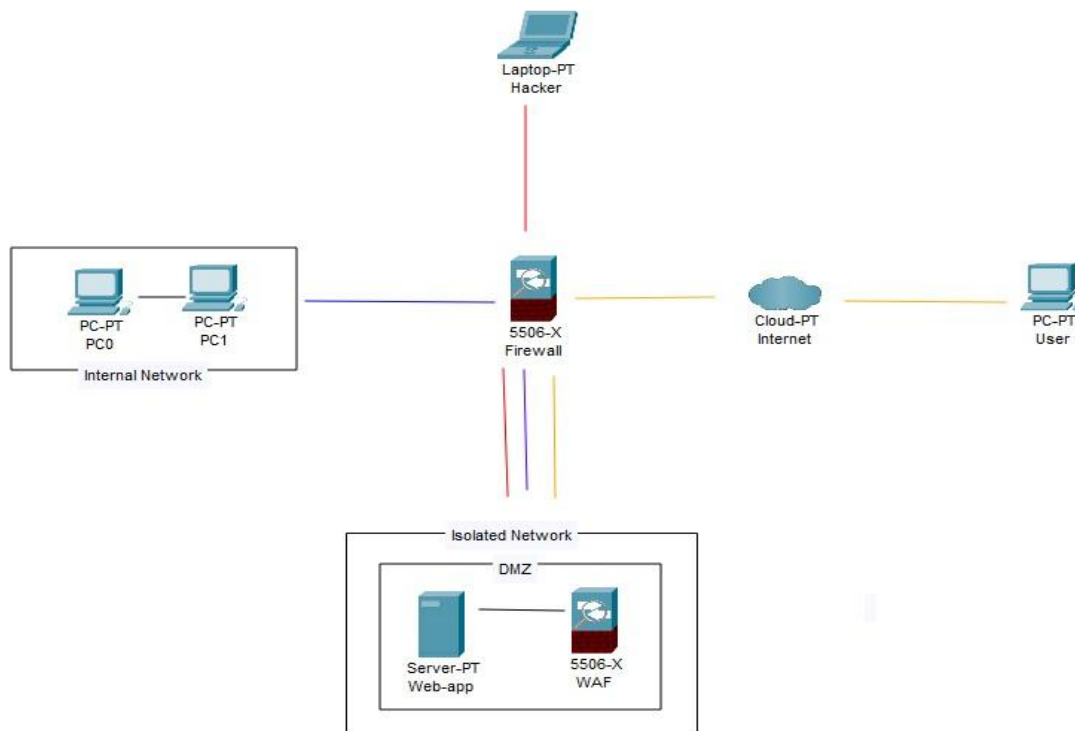 Laptop-PT
Hacker
PC-PT
PC0
PC-PT
PC1
Internal Network
5506-X
Firewall
Cloud-PT
Internet
PC-PT
User
Isolated Network
DMZ
Server-PT
Web-app
5506-X
WAF